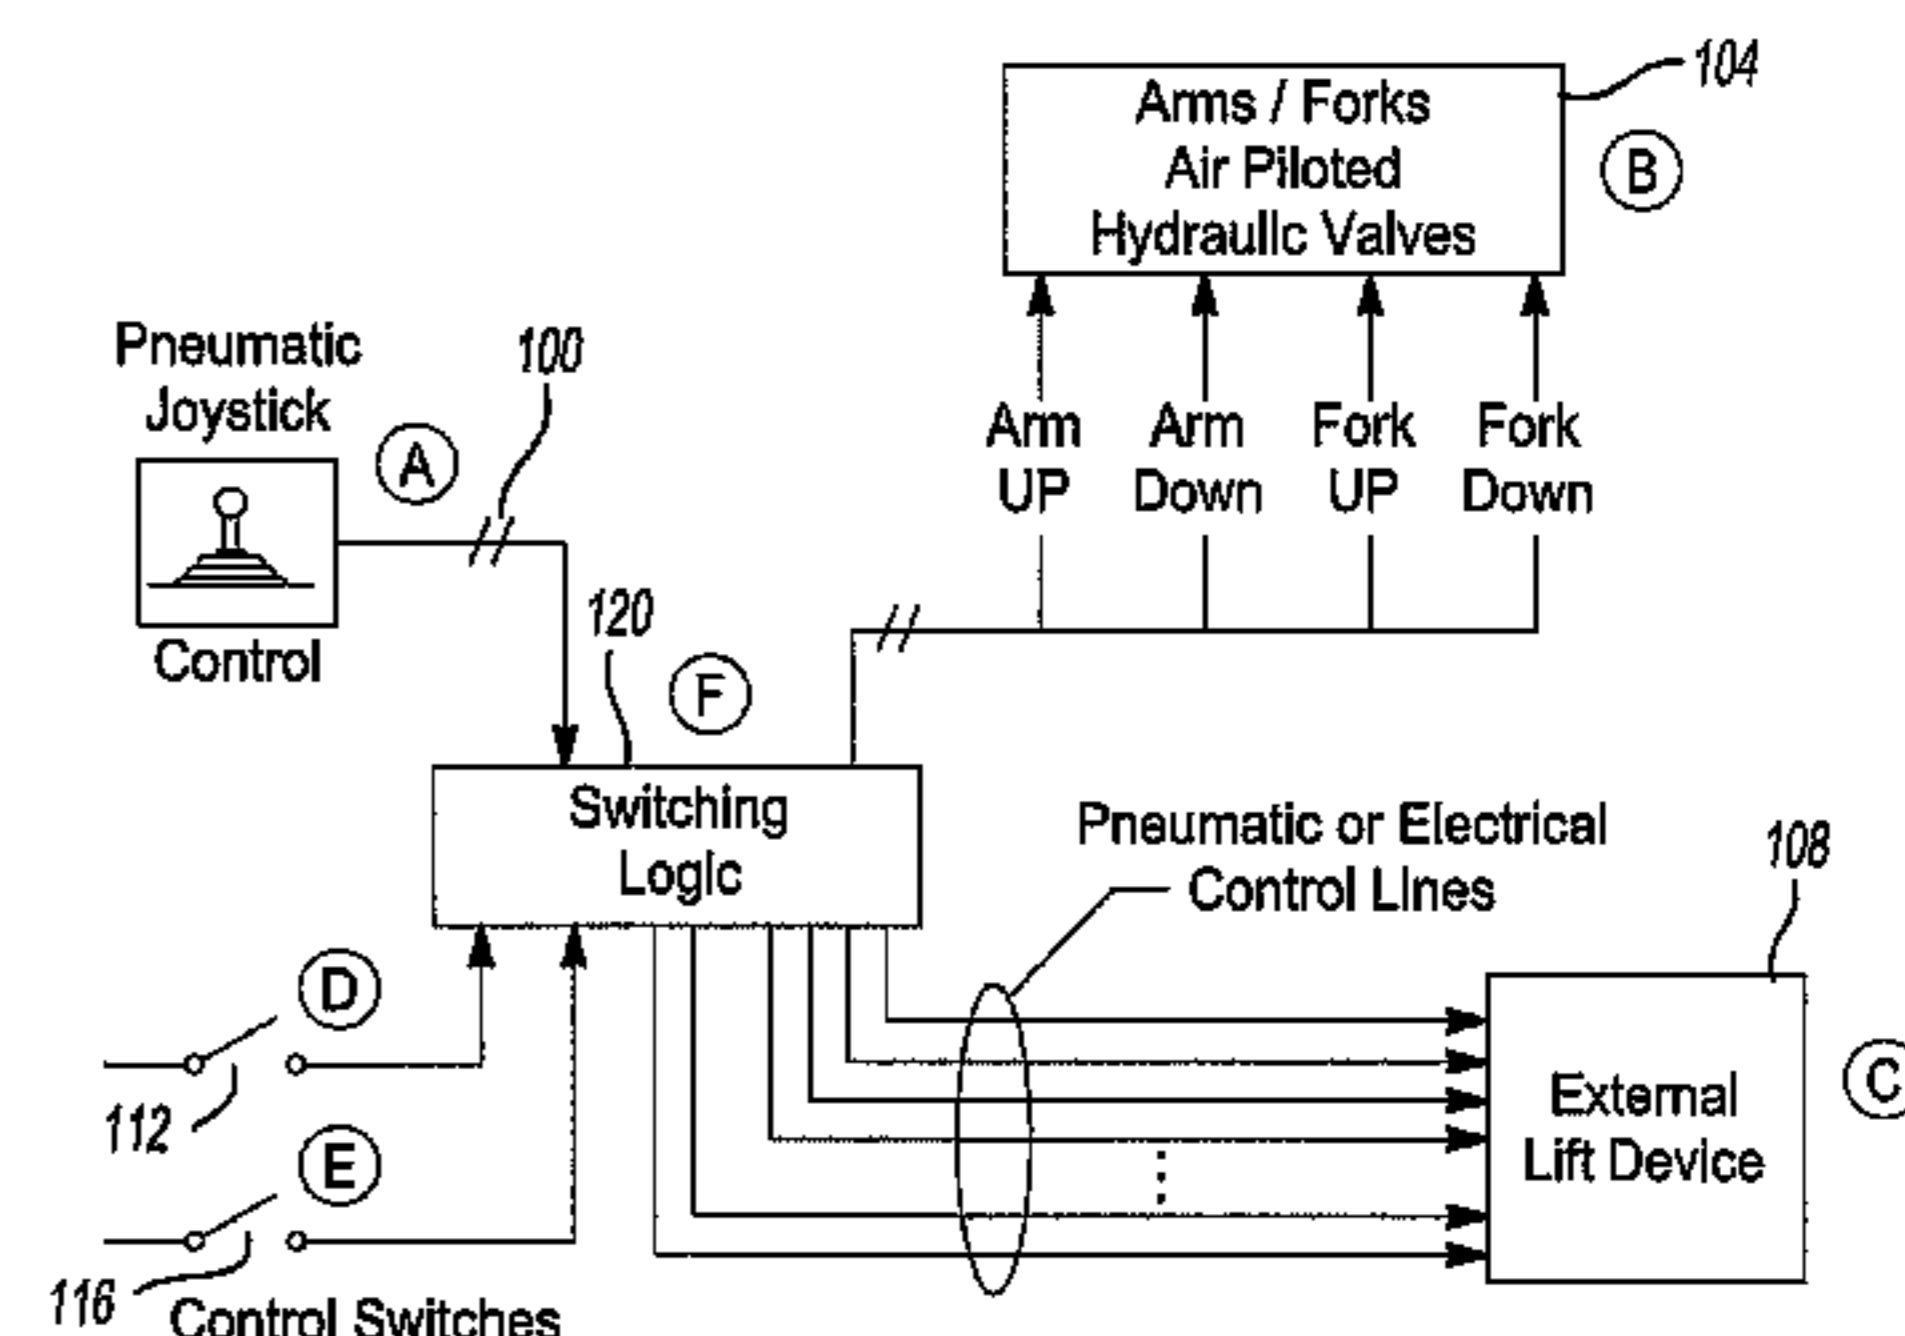 104
Arms / Forks
Air Piloted
Hydraulic Valves
B
Pneumatic
Joystick
100
A
Arm
UP
Arm
Down
Fork
UP
Fork
Down
Control
120
F
Switching
Logic
Pneumatic or Electrical
Control Lines
108
D
112
External
Lift Device
C
E
116
Control Switches